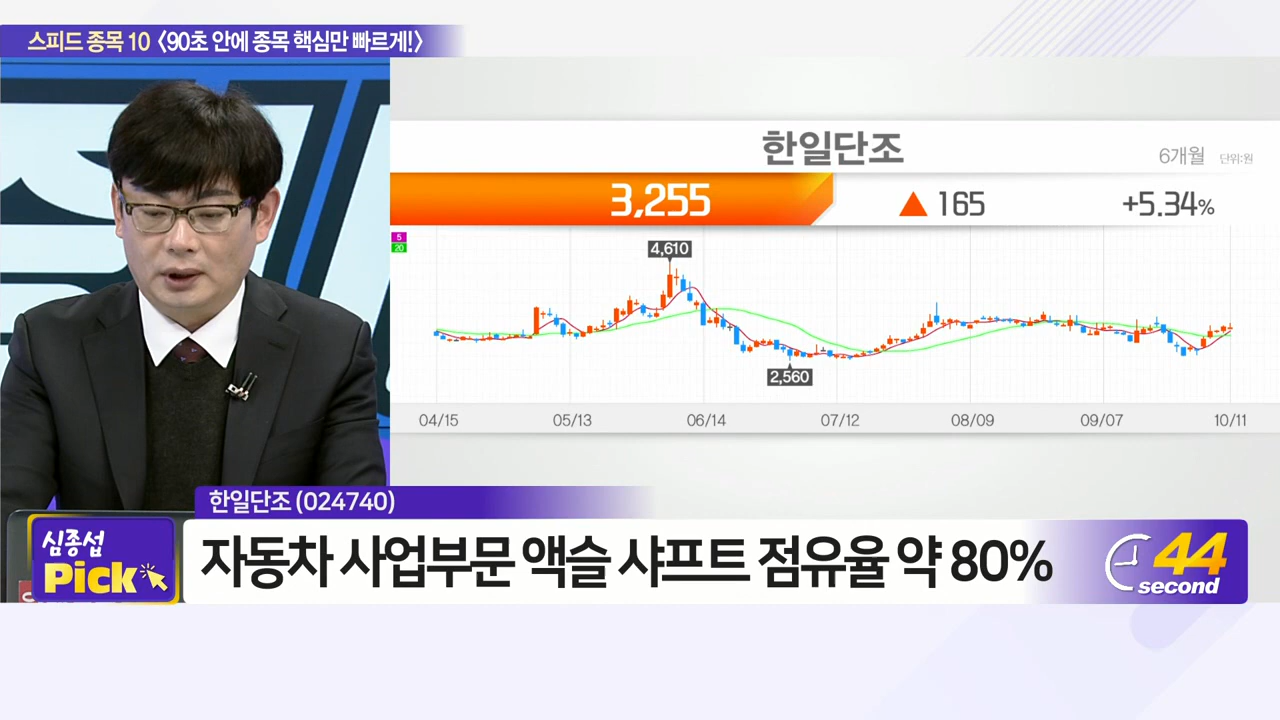 스피드 종목 10 〈90초 안에 종목 핵심만 빠르게!〉
한일단조
6개월 단위:원
3,255 ▲ 165 +5.34%
5
20
4,610
2,560
04/15 05/13 06/14 07/12 08/09 09/07 10/11
한일단조 (024740)
심종섭
Pick
자동차 사업부문 액슬 샤프트 점유율 약 80%
44
second